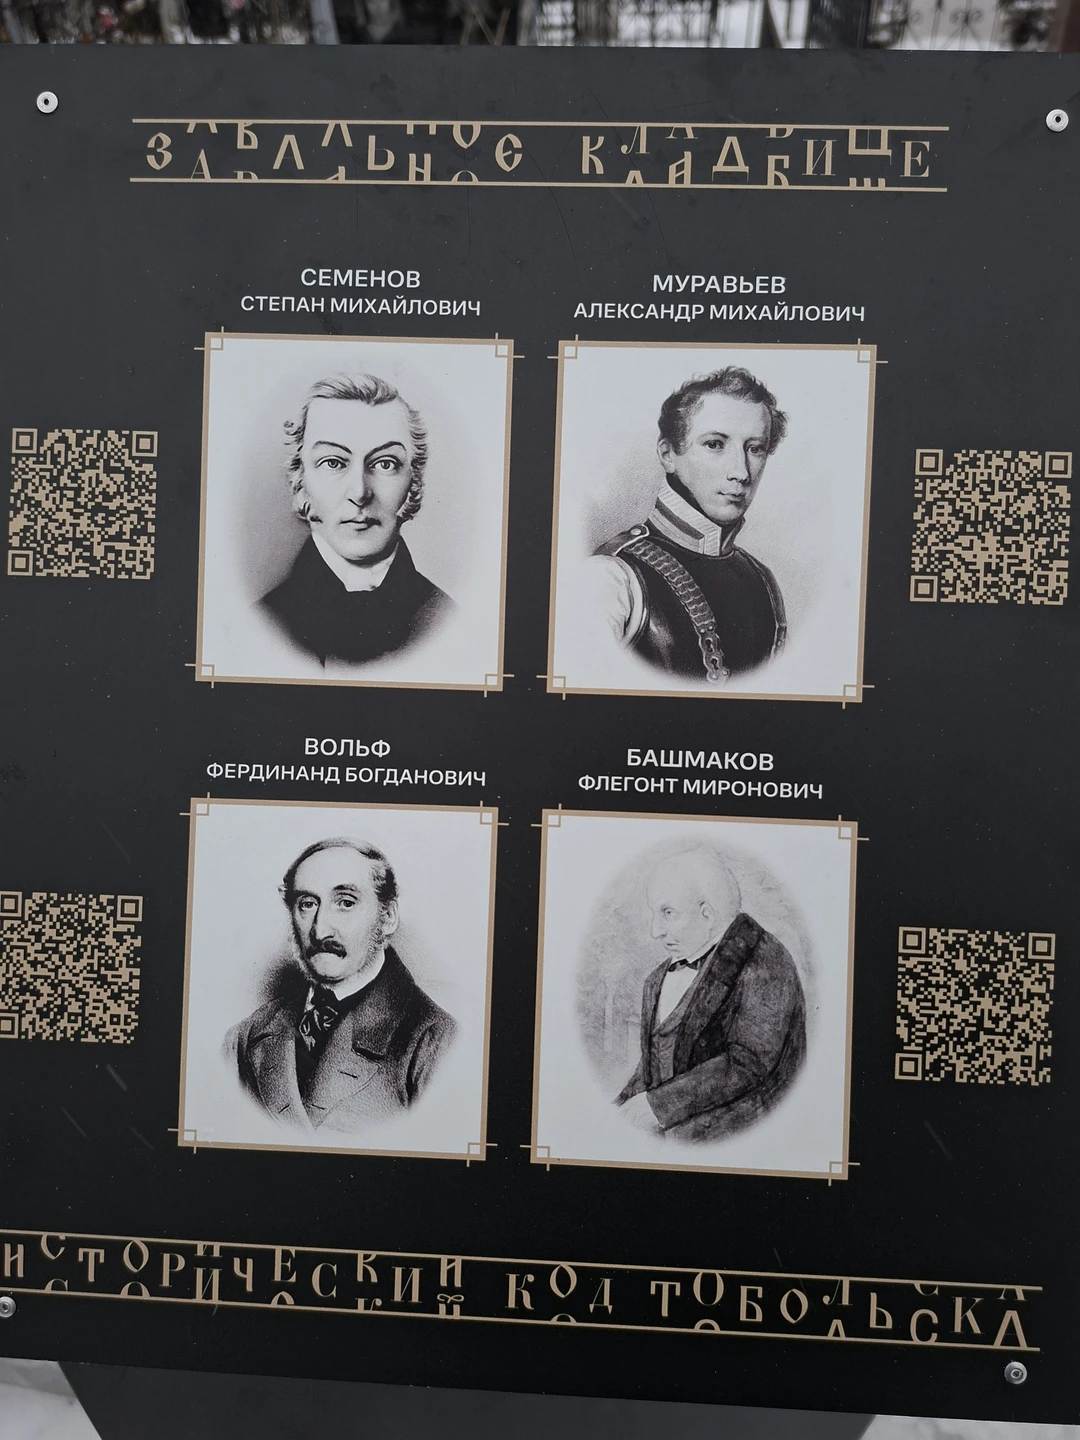 ЗАВАЛЬНОЕ КЛАДБИЩЕ
СЕМЕНОВ
СТЕПАН МИХАЙЛОВИЧ
МУРАВЬЕВ
АЛЕКСАНДР МИХАЙЛОВИЧ
ВОЛЬФ
ФЕРДИНАНД БОГДАНОВИЧ
БАШМАКОВ
ФЛЕГОНТ МИРОНОВИЧ
ИСТОРИЧЕСКИЙ КОД ТОБОЛЬСКА